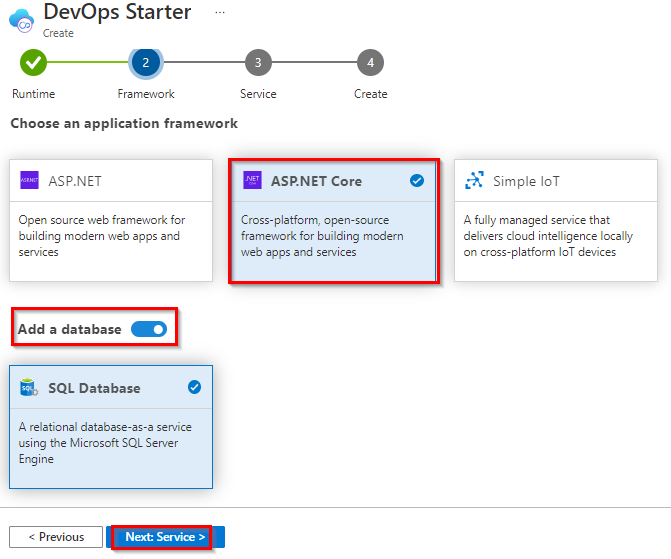 DevOps Starter ...
Create
2 3 4
Runtime Framework Service Create
Choose an application framework
ASP.NET
Open source web framework for
building modern web apps and
services
ASP.NET Core
Cross-platform, open-source
framework for building modern
web apps and services
Simple IoT
A fully managed service that
delivers cloud intelligence locally
on cross-platform IoT devices
Add a database
SQL Database
A relational database-as-a service
using the Microsoft SQL Server
Engine
< Previous Next: Service >